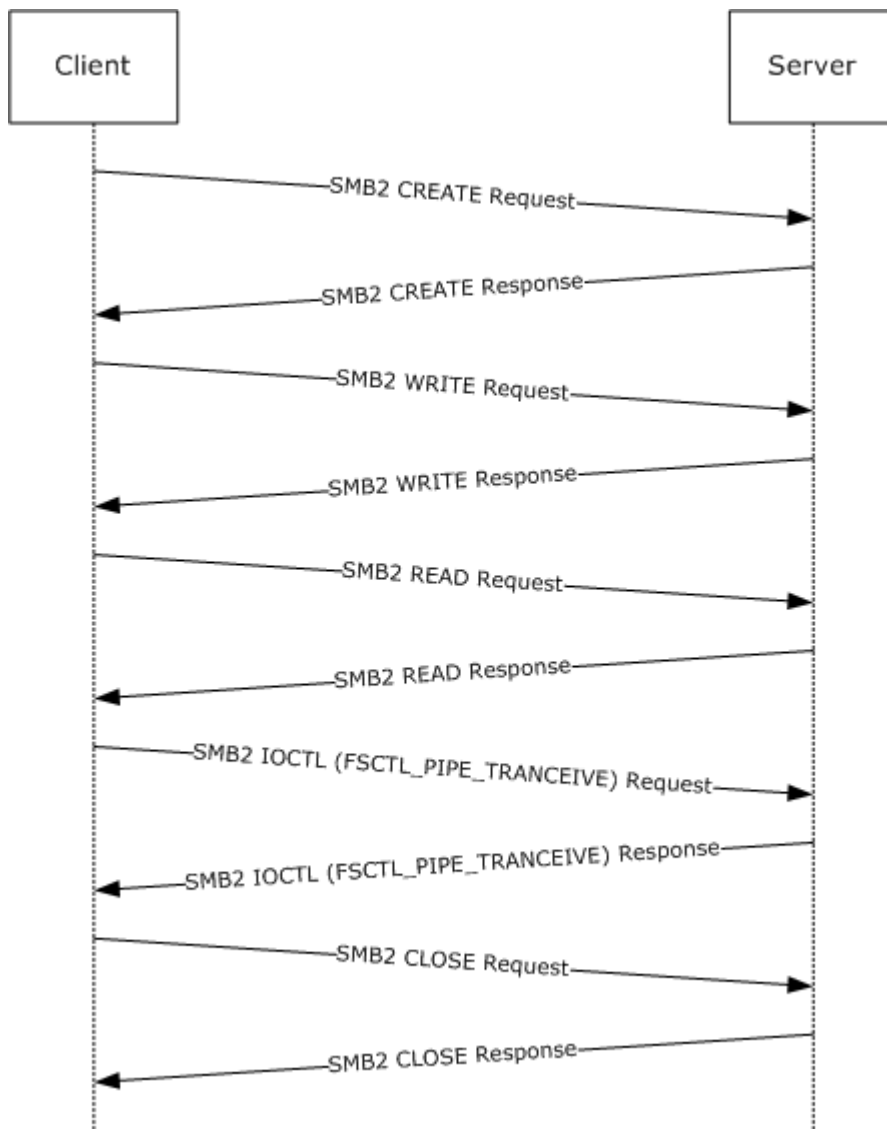 Client
Server
SMB2 CREATE Request
SMB2 CREATE Response
SMB2 WRITE Request
SMB2 WRITE Response
SMB2 READ Request
SMB2 READ Response
SMB2 IOCTL (FSCTL_PIPE_TRANCEIVE) Request
SMB2 IOCTL (FSCTL_PIPE_TRANCEIVE) Response
SMB2 CLOSE Request
SMB2 CLOSE Response